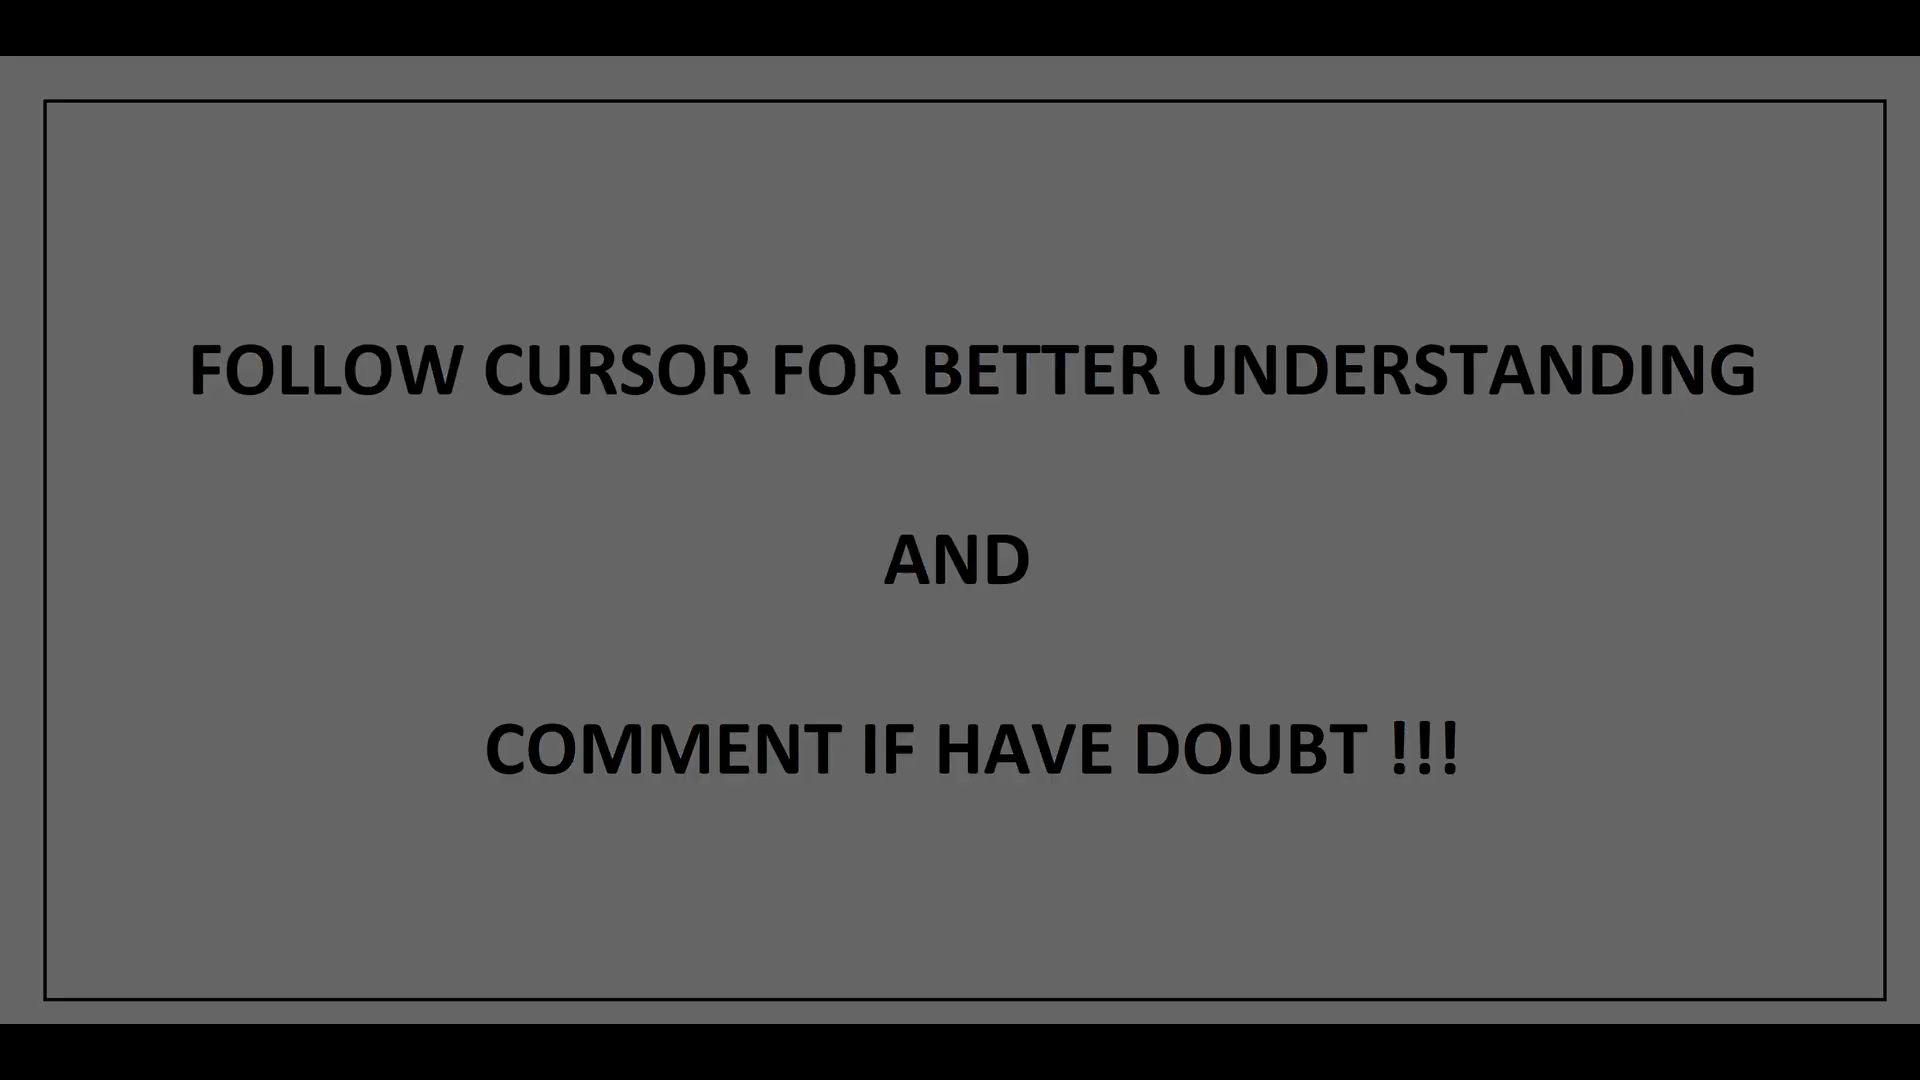 FOLLOW CURSOR FOR BETTER UNDERSTANDING
AND
COMMENT IF HAVE DOUBT !!!